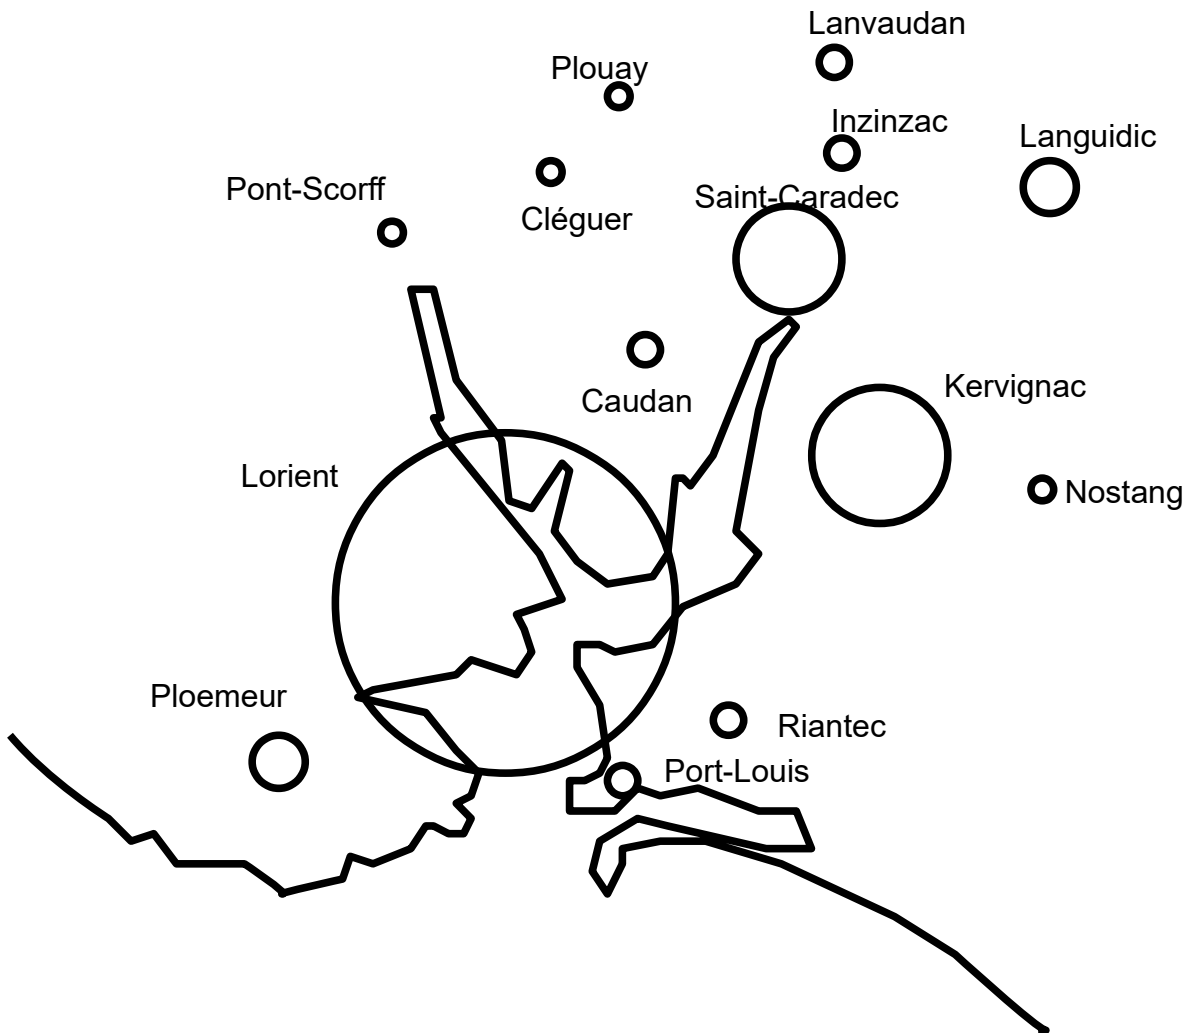 Lanvaudan
Plouay
Inzinzac
Languidic
Pont-Scorff
Saint-Caradec
Cléguer
Kervignac
Caudan
Lorient
Nostang
Ploemeur
Riantec
Port-Louis